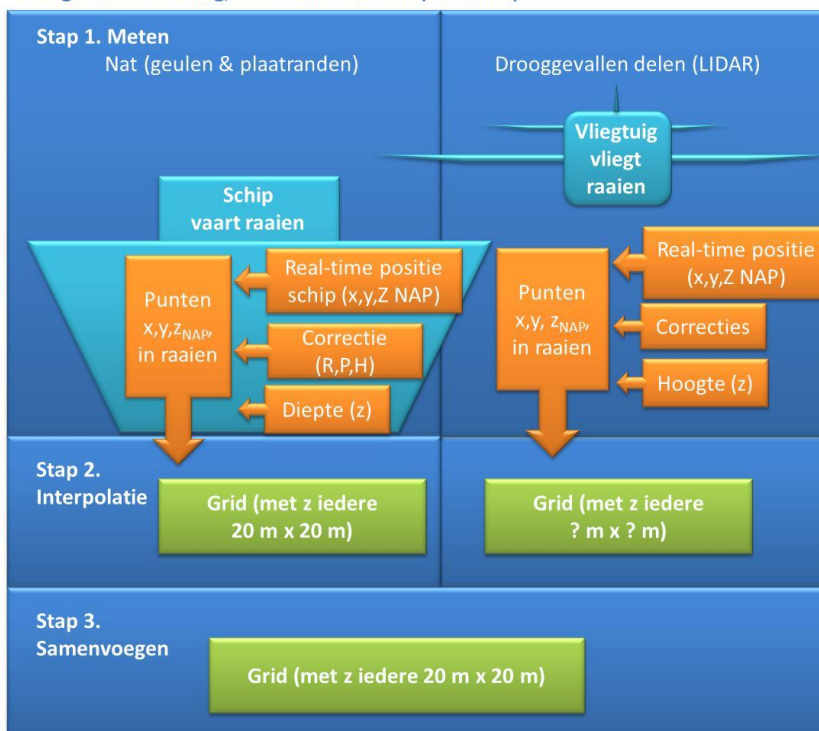 Stap 1. Meten
Nat (geulen & plaatranden)
Drooggevallen delen (LIDAR)
Vliegtuig
vliegt
raaien
Schip
vaart raaien
Punten
x,y,z_NAP,
in raaien
Real-time positie
schip (x,y,Z NAP)
Correctie
(R,P,H)
Diepte (z)
Punten
x,y, z_NAP,
in raaien
Real-time positie
(x,y,Z NAP)
Correcties
Hoogte (z)
Stap 2.
Interpolatie
Grid (met z iedere
20 m x 20 m)
Grid (met z iedere
? m x ? m)
Stap 3.
Samenvoegen
Grid (met z iedere 20 m x 20 m)